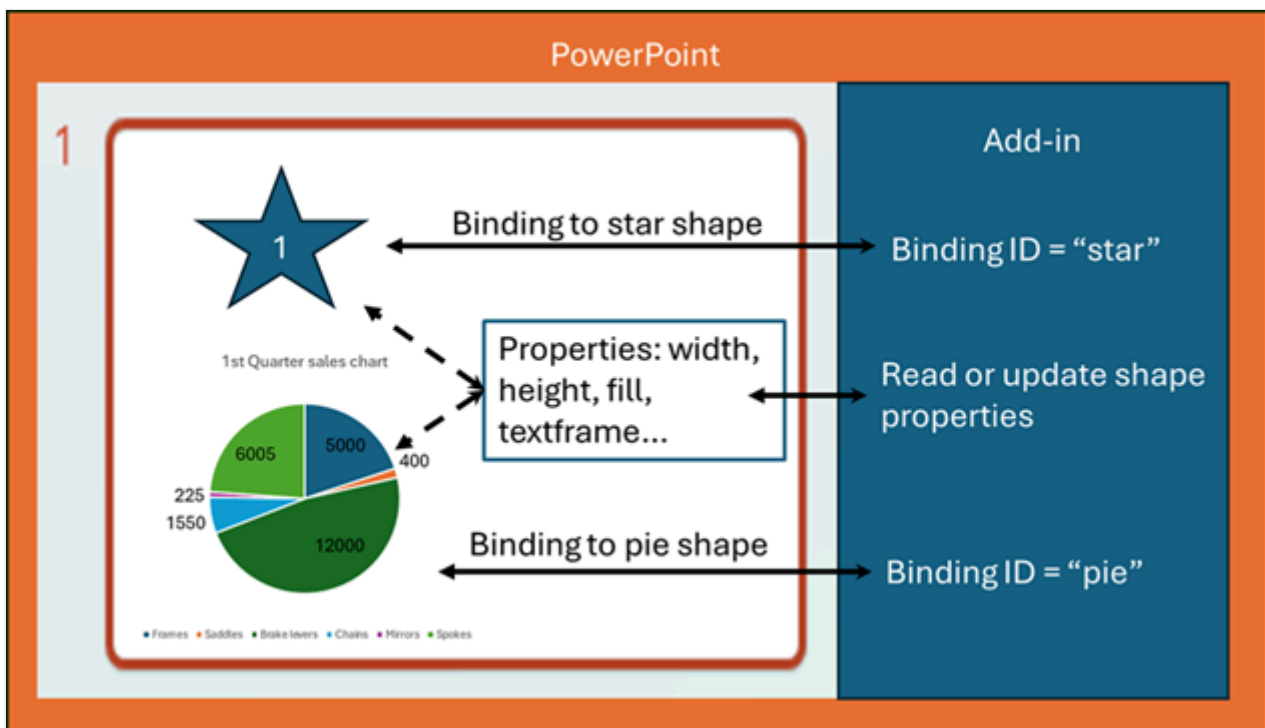 PowerPoint
1
Add-in
1
Binding to star shape
Binding ID = “star”
1st Quarter sales chart
Properties: width,
height, fill,
textframe...
Read or update shape
properties
6005
5000
400
225
1550
12000
Binding to pie shape
Binding ID = “pie”
Frames Saddles Brake levers Chains Mirrors Spokes